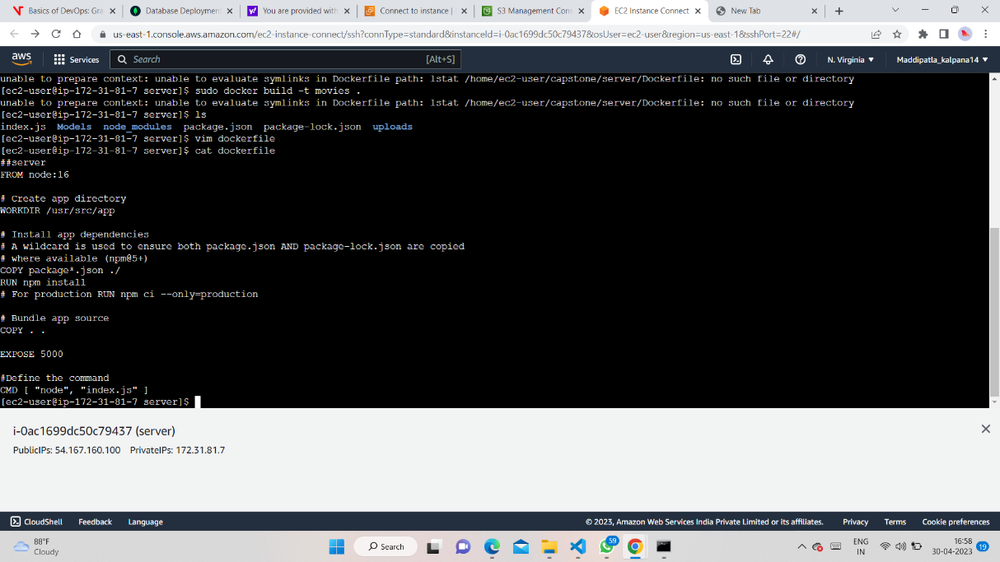 Basics of DevOps: Gra
Database Deployment
You are provided with
Connect to instance |
S3 Management Cons
EC2 Instance Connect
New Tab
us-east-1.console.aws.amazon.com/ec2-instance-connect/ssh?connType=standard&instanceId=i-0ac1699dc50c79437&osUser=ec2-user&region=us-east-1&sshPort=22#/
aws Services Search [Alt+S] N. Virginia Maddipatla_kalpana14
unable to prepare context: unable to evaluate symlinks in Dockerfile path: lstat /home/ec2-user/capstone/server/Dockerfile: no such file or directory
[ec2-user@ip-172-31-81-7 server]$ sudo docker build -t movies .
unable to prepare context: unable to evaluate symlinks in Dockerfile path: lstat /home/ec2-user/capstone/server/Dockerfile: no such file or directory
[ec2-user@ip-172-31-81-7 server]$ ls
index.js Models node_modules package.json package-lock.json uploads
[ec2-user@ip-172-31-81-7 server]$ vim dockerfile
[ec2-user@ip-172-31-81-7 server]$ cat dockerfile
##server
FROM node:16
# Create app directory
WORKDIR /usr/src/app
# Install app dependencies
# A wildcard is used to ensure both package.json AND package-lock.json are copied
# where available (npm@5+)
COPY package*.json ./
RUN npm install
# For production RUN npm ci --only=production
# Bundle app source
COPY . .
EXPOSE 5000
#Define the command
CMD [ "node", "index.js" ]
[ec2-user@ip-172-31-81-7 server]$
i-0ac1699dc50c79437 (server)
PublicIPs: 54.167.160.100 PrivateIPs: 172.31.81.7
CloudShell Feedback Language © 2023, Amazon Web Services India Private Limited or its affiliates. Privacy Terms Cookie preferences
88°F
Cloudy
Search
59
ENG
IN
16:58
30-04-2023
19